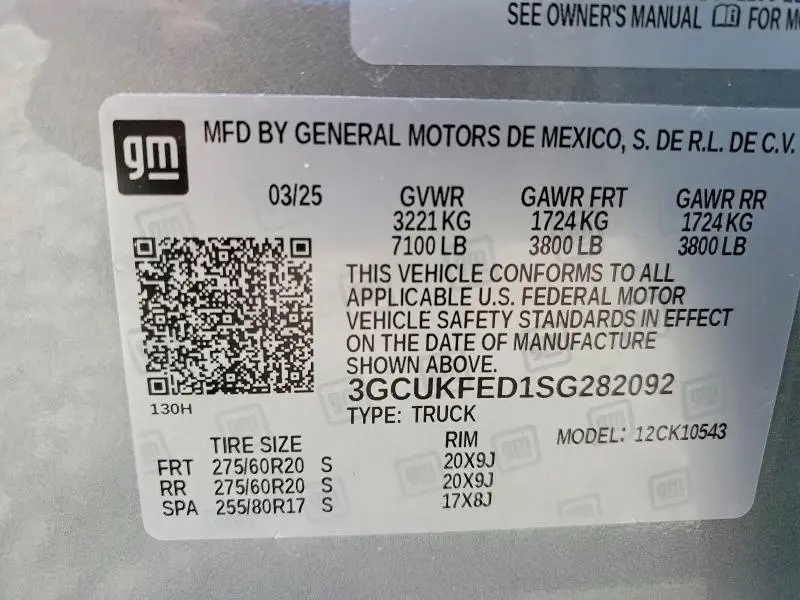 SEE OWNER'S MANUAL FOR
gm
MFD BY GENERAL MOTORS DE MEXICO, S. DE R.L. DE C.V.
03/25 GVWR GAWR FRT GAWR RR
3221 KG 1724 KG 1724 KG
7100 LB 3800 LB 3800 LB
THIS VEHICLE CONFORMS TO ALL
APPLICABLE U.S. FEDERAL MOTOR
VEHICLE SAFETY STANDARDS IN EFFECT
ON THE DATE OF MANUFACTURE
SHOWN ABOVE.
3GCUKFED1SG282092
130H
TYPE: TRUCK
TIRE SIZE RIM MODEL: 12CK10543
FRT 275/60R20 S 20X9J
RR 275/60R20 S 20X9J
SPA 255/80R17 S 17X8J